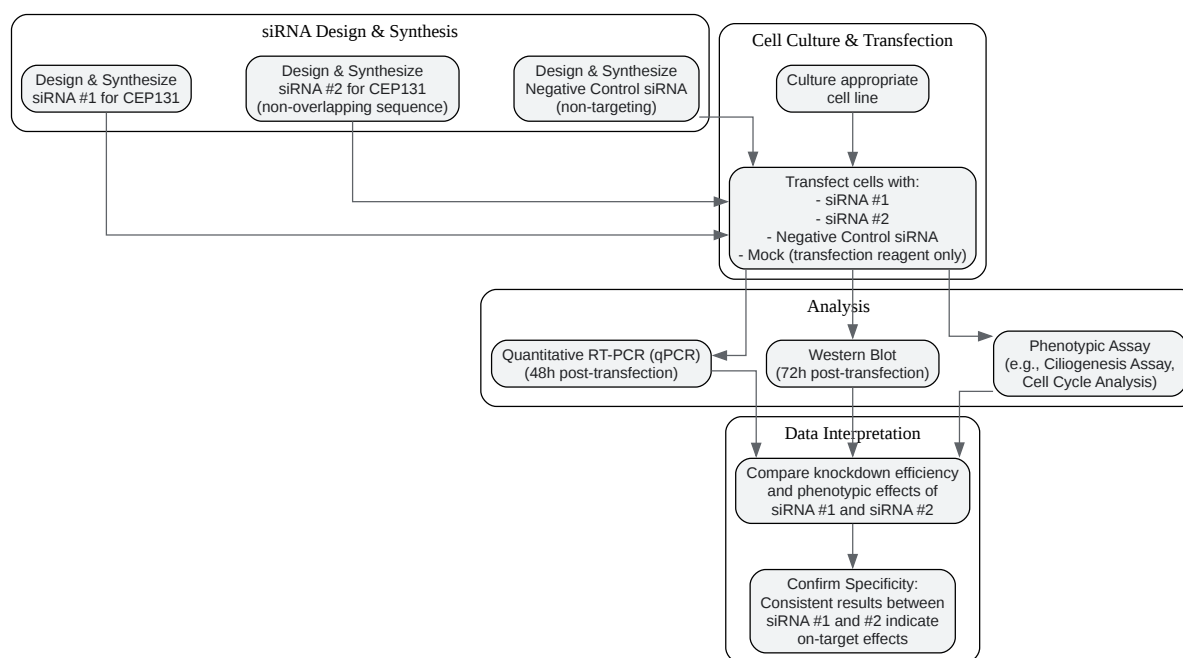 siRNA Design & Synthesis
Design & Synthesize
siRNA #1 for CEP131
Design & Synthesize
siRNA #2 for CEP131
(non-overlapping sequence)
Design & Synthesize
Negative Control siRNA
(non-targeting)
Cell Culture & Transfection
Culture appropriate
cell line
Transfect cells with:
- siRNA #1
- siRNA #2
- Negative Control siRNA
- Mock (transfection reagent only)
Analysis
Quantitative RT-PCR (qPCR)
(48h post-transfection)
Western Blot
(72h post-transfection)
Phenotypic Assay
(e.g., Ciliogenesis Assay,
Cell Cycle Analysis)
Data Interpretation
Compare knockdown efficiency
and phenotypic effects of
siRNA #1 and siRNA #2
Confirm Specificity:
Consistent results between
siRNA #1 and #2 indicate
on-target effects